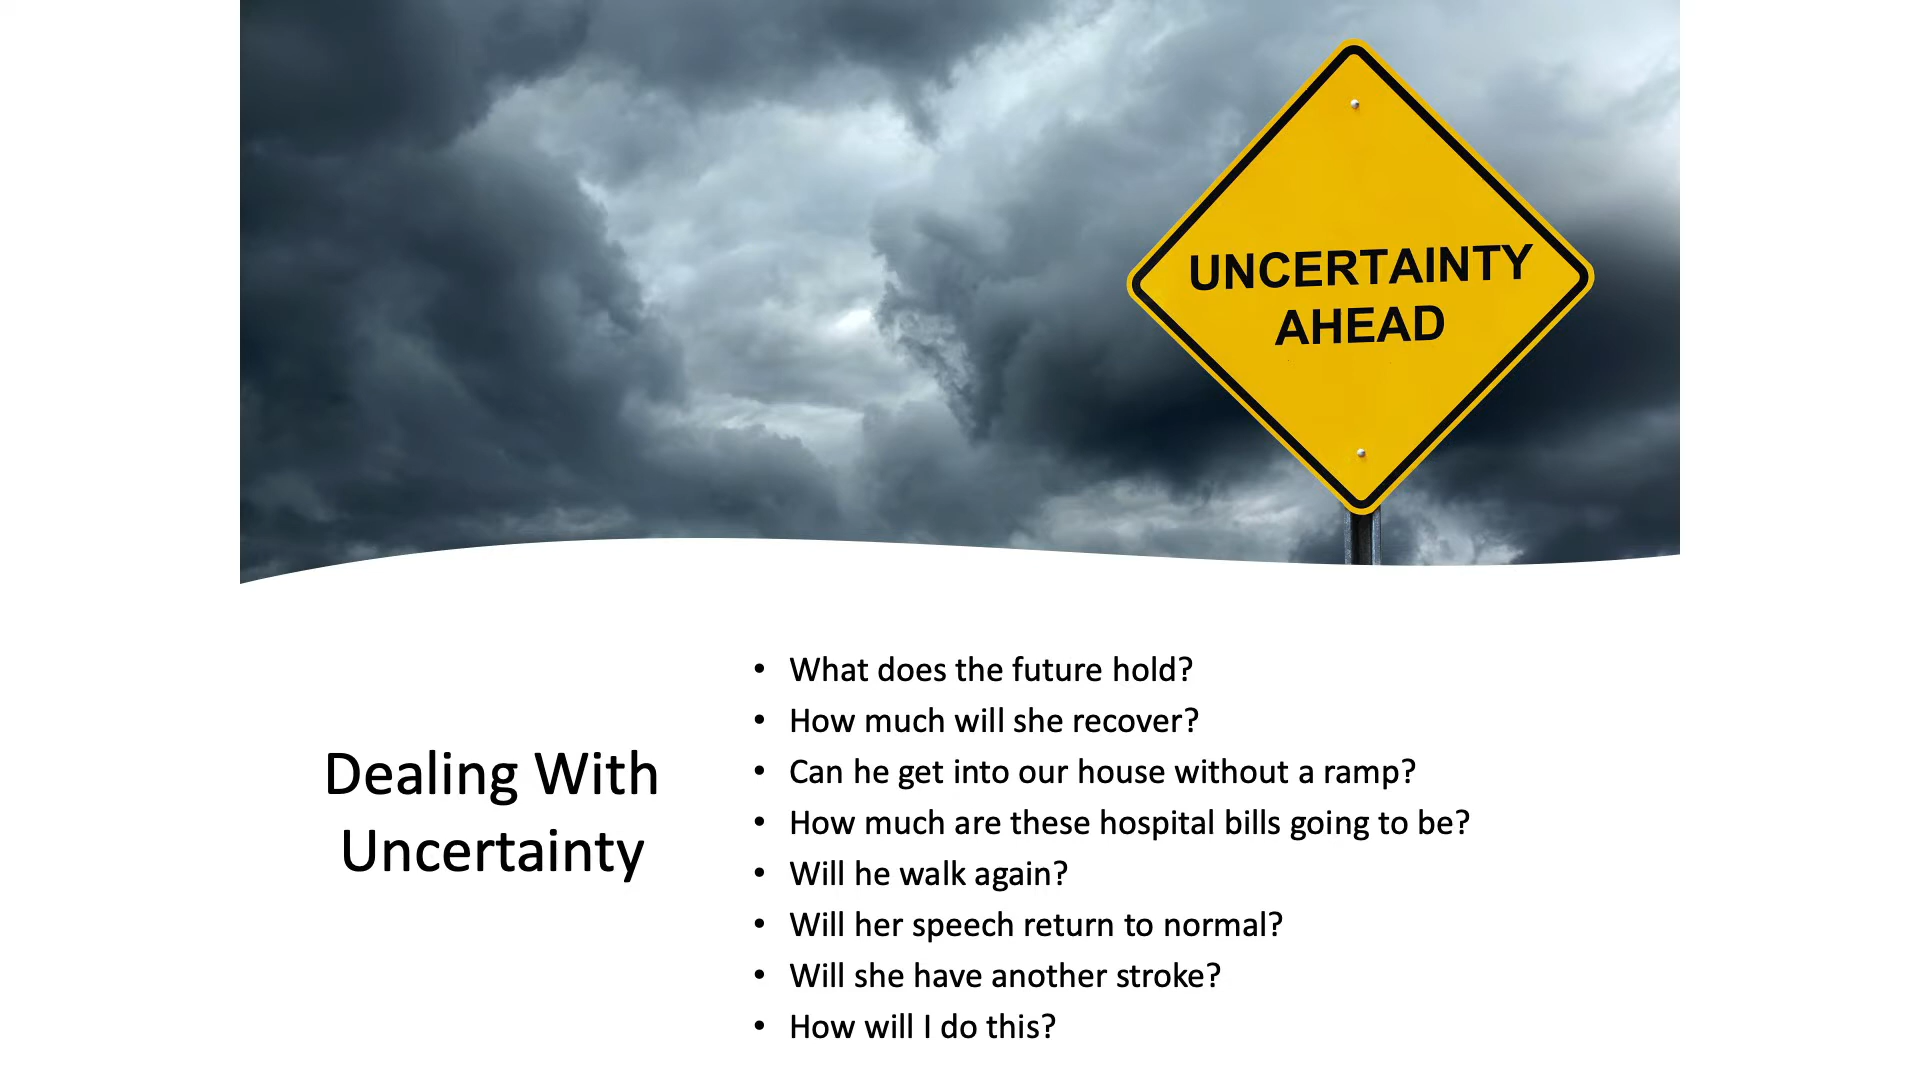 UNCERTAINTY
AHEAD
Dealing With
Uncertainty
• What does the future hold?
• How much will she recover?
• Can he get into our house without a ramp?
• How much are these hospital bills going to be?
• Will he walk again?
• Will her speech return to normal?
• Will she have another stroke?
• How will I do this?